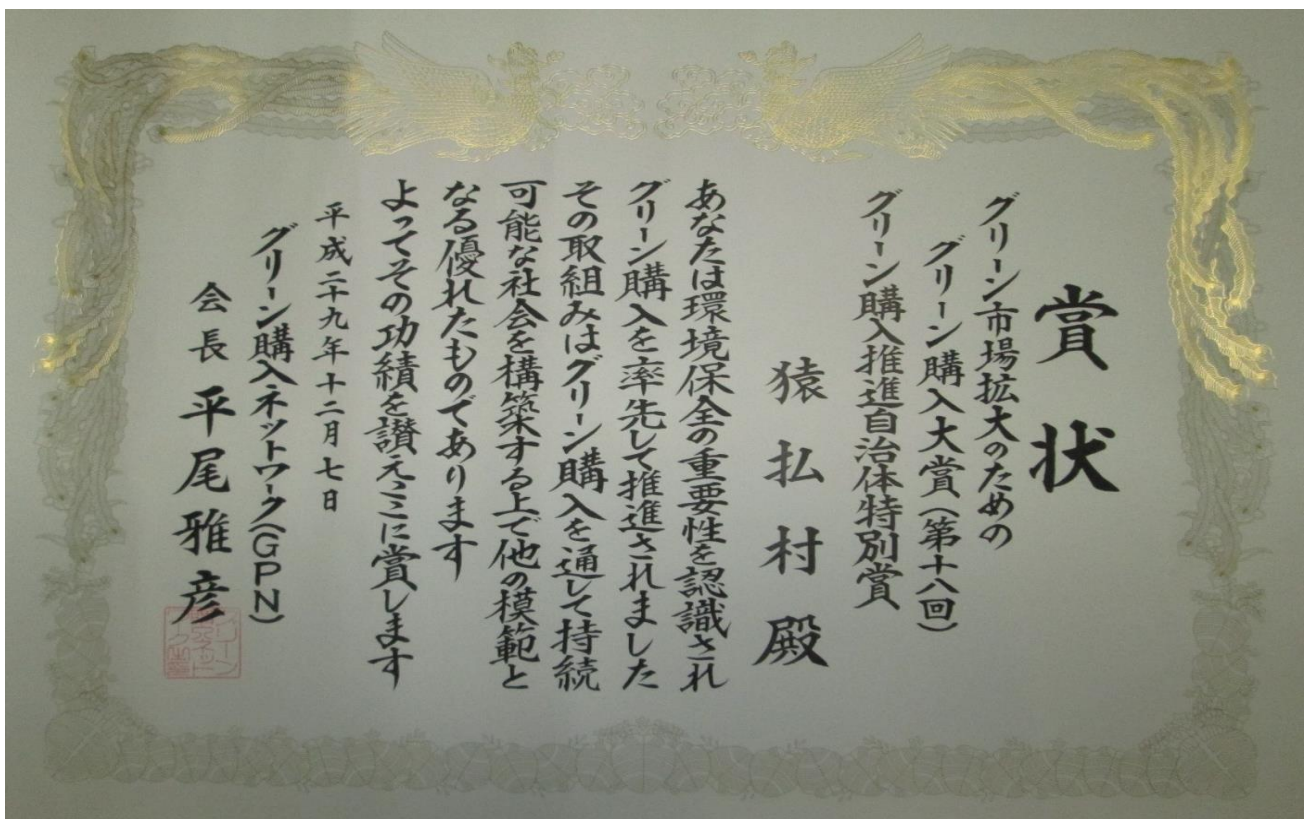 賞状
グリーン市場拡大のための
グリーン購入大賞(第十八回)
グリーン購入推進自治体特別賞
猿払村殿
あなたは環境保全の重要性を認識され
グリーン購入を率先して推進されました
その取組みはグリーン購入を通して持続
可能な社会を構築する上で他の模範と
なる優れたものであります
よってその功績を讃えここに賞します
平成二十九年十二月七日
グリーン購入ネットワーク(GPN)
会長 平尾雅彦